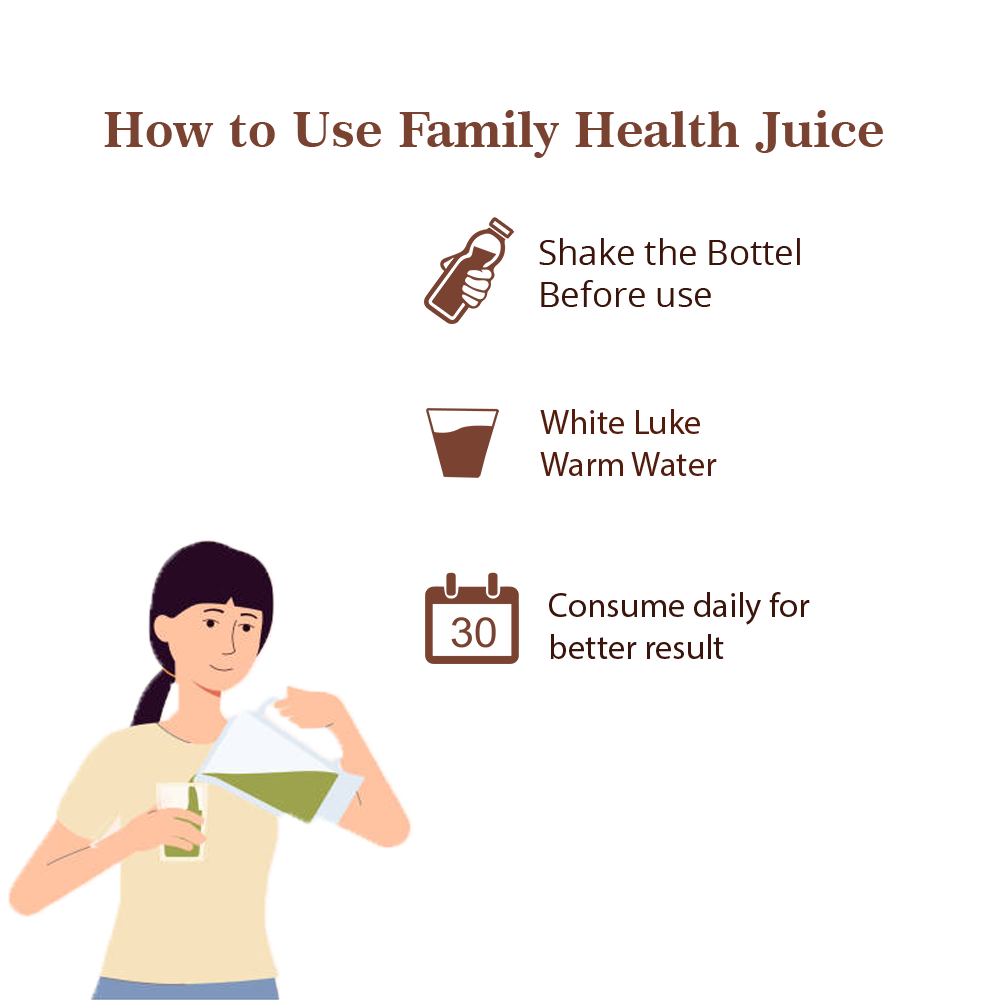 How to Use Family Health Juice
Shake the Bottel
Before use
White Luke
Warm Water
30
Consume daily for
better result